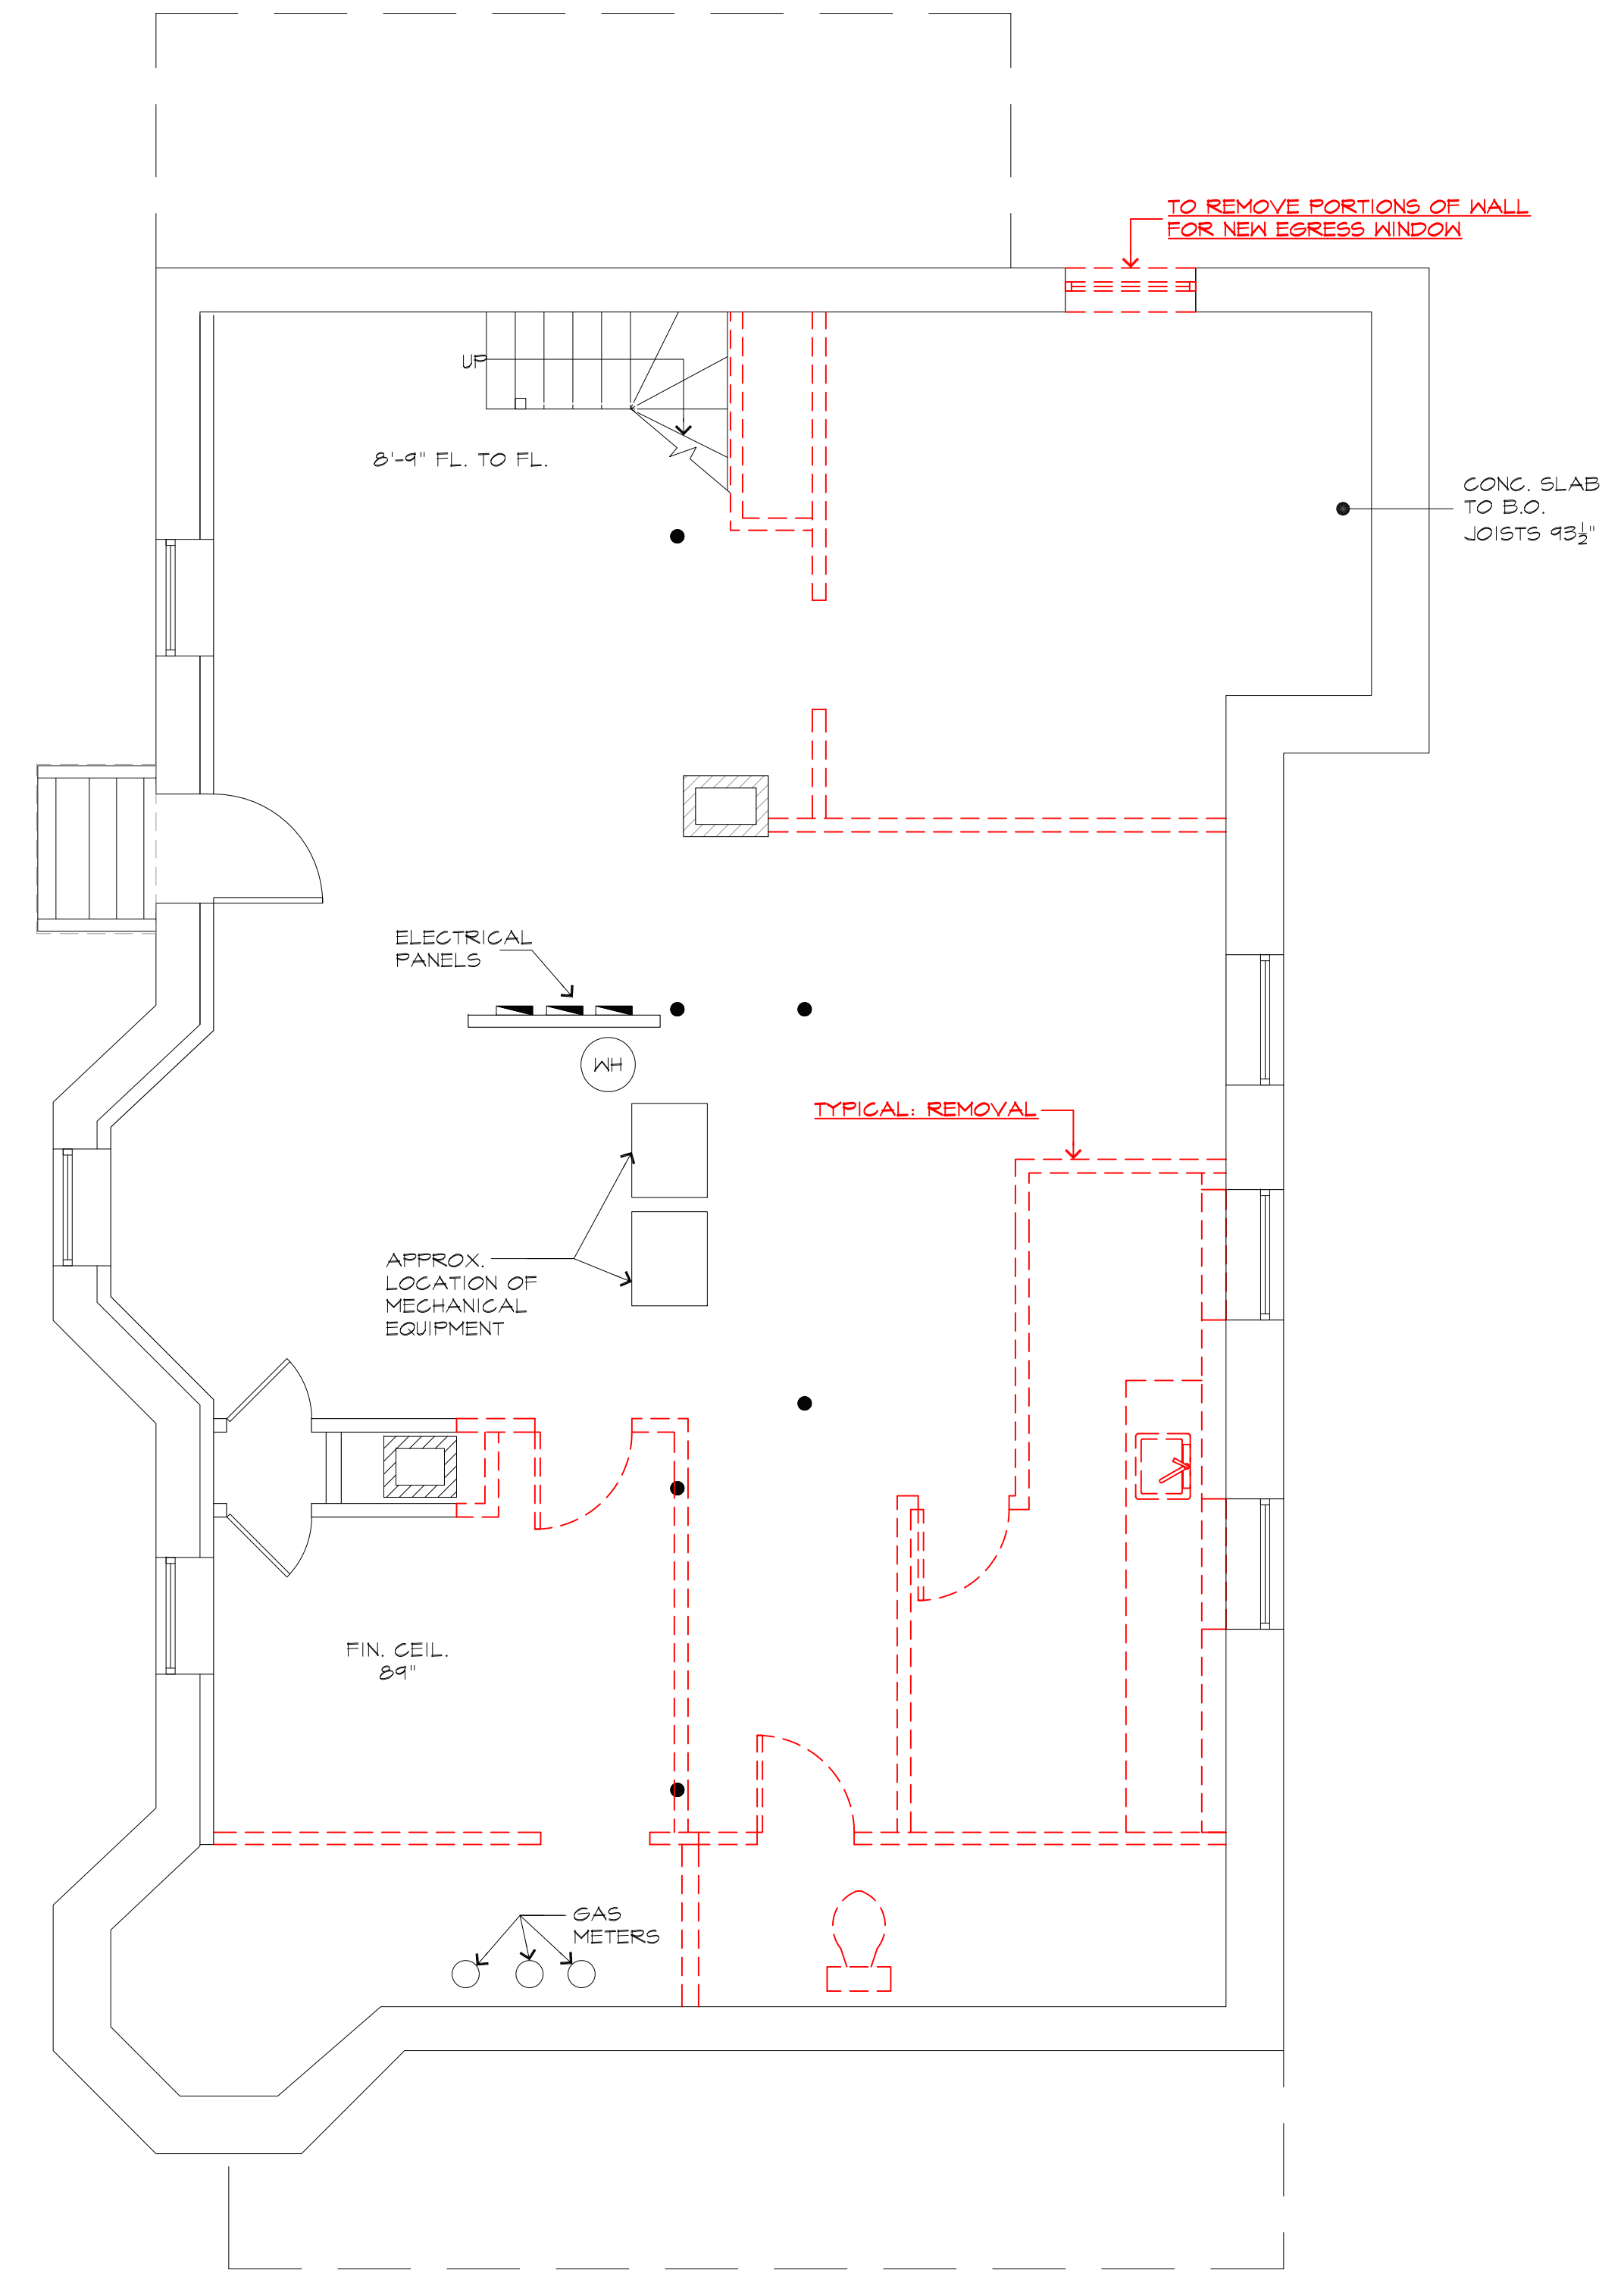 TO REMOVE PORTIONS OF WALL
FOR NEW EGRESS WINDOW
UP
8'-9" FL. TO FL.
CONC. SLAB
TO B.O.
JOISTS 93½"
ELECTRICAL
PANELS
WH
TYPICAL: REMOVAL
APPROX.
LOCATION OF
MECHANICAL
EQUIPMENT
FIN. CEIL.
89"
GAS
METERS